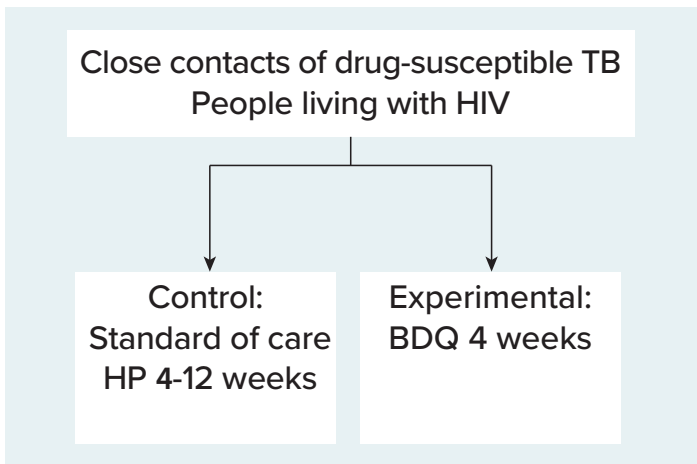 Close contacts of drug-susceptible TB
People living with HIV
Control:
Standard of care
HP 4-12 weeks
Experimental:
BDQ 4 weeks